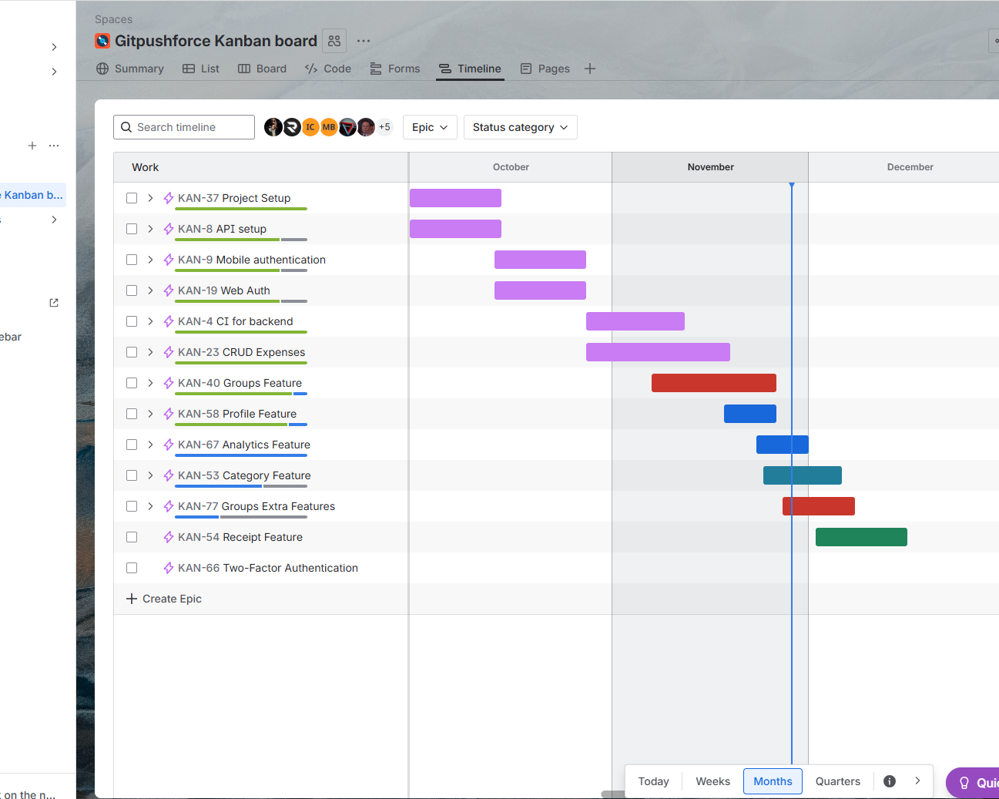 Spaces
Gitpushforce Kanban board
Summary List Board Code Forms Timeline Pages
Search timeline IC MB +5 Epic Status category
Work October November December
KAN-37 Project Setup
KAN-8 API setup
e Kanban b...
KAN-9 Mobile authentication
KAN-19 Web Auth
KAN-4 CI for backend
ebar
KAN-23 CRUD Expenses
KAN-40 Groups Feature
KAN-58 Profile Feature
KAN-67 Analytics Feature
KAN-53 Category Feature
KAN-77 Groups Extra Features
KAN-54 Receipt Feature
KAN-66 Two-Factor Authentication
Create Epic
Today Weeks Months Quarters Quic
k on the n...